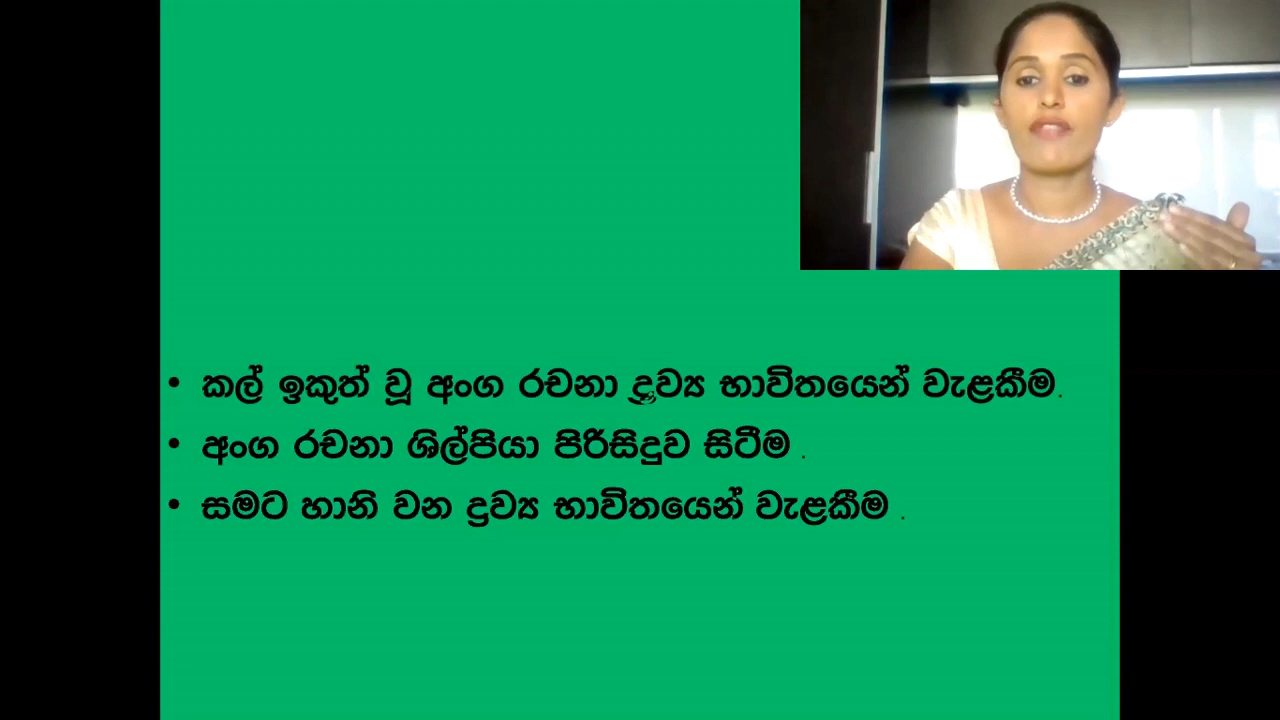 • කල් ඉකුත් වූ අංග රචනා ද්‍රව්‍ය භාවිතයෙන් වැළකීම.
• අංග රචනා ශිල්පියා පිරිසිදුව සිටීම .
• සමට හානි වන ද්‍රව්‍ය භාවිතයෙන් වැළකීම .